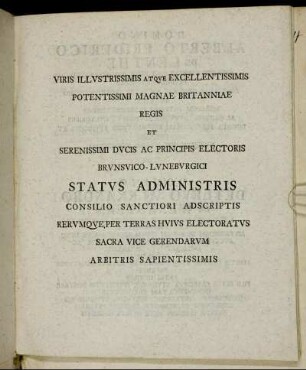 VIRIS ILLVSTRISSIMIS ATQVE EXCELLENTISSIMIS
POTENTISSIMI MAGNAE BRITANNIAE
REGIS
ET
SERENISSIMI DVCIS AC PRINCIPIS ELECTORIS
BRVNSVICO-LVNEBVRGICI
STATVS ADMINISTRIS
CONSILIO SANCTIORI ADSCRIPTIS
RERVMQVE, PER TERRAS HVIVS ELECTORATVS
SACRA VICE GERENDARVM
ARBITRIS SAPIENTISSIMIS